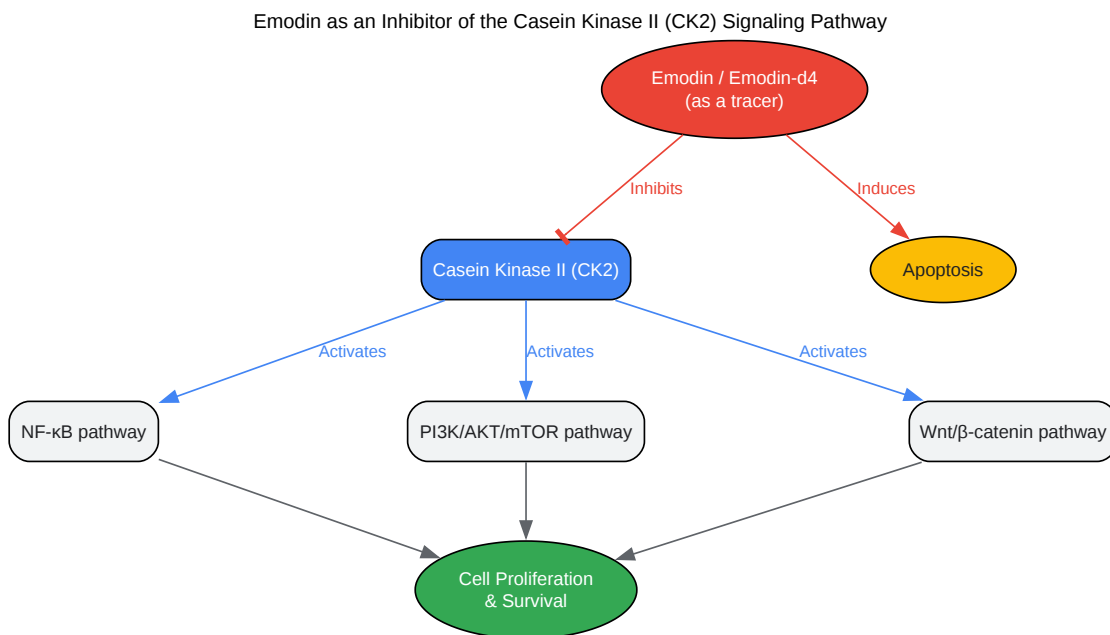 Emodin as an Inhibitor of the Casein Kinase II (CK2) Signaling Pathway
Emodin / Emodin-d4
(as a tracer)
Inhibits
Induces
Casein Kinase II (CK2)
Apoptosis
Activates
Activates
Activates
NF-κB pathway
PI3K/AKT/mTOR pathway
Wnt/β-catenin pathway
Cell Proliferation
& Survival